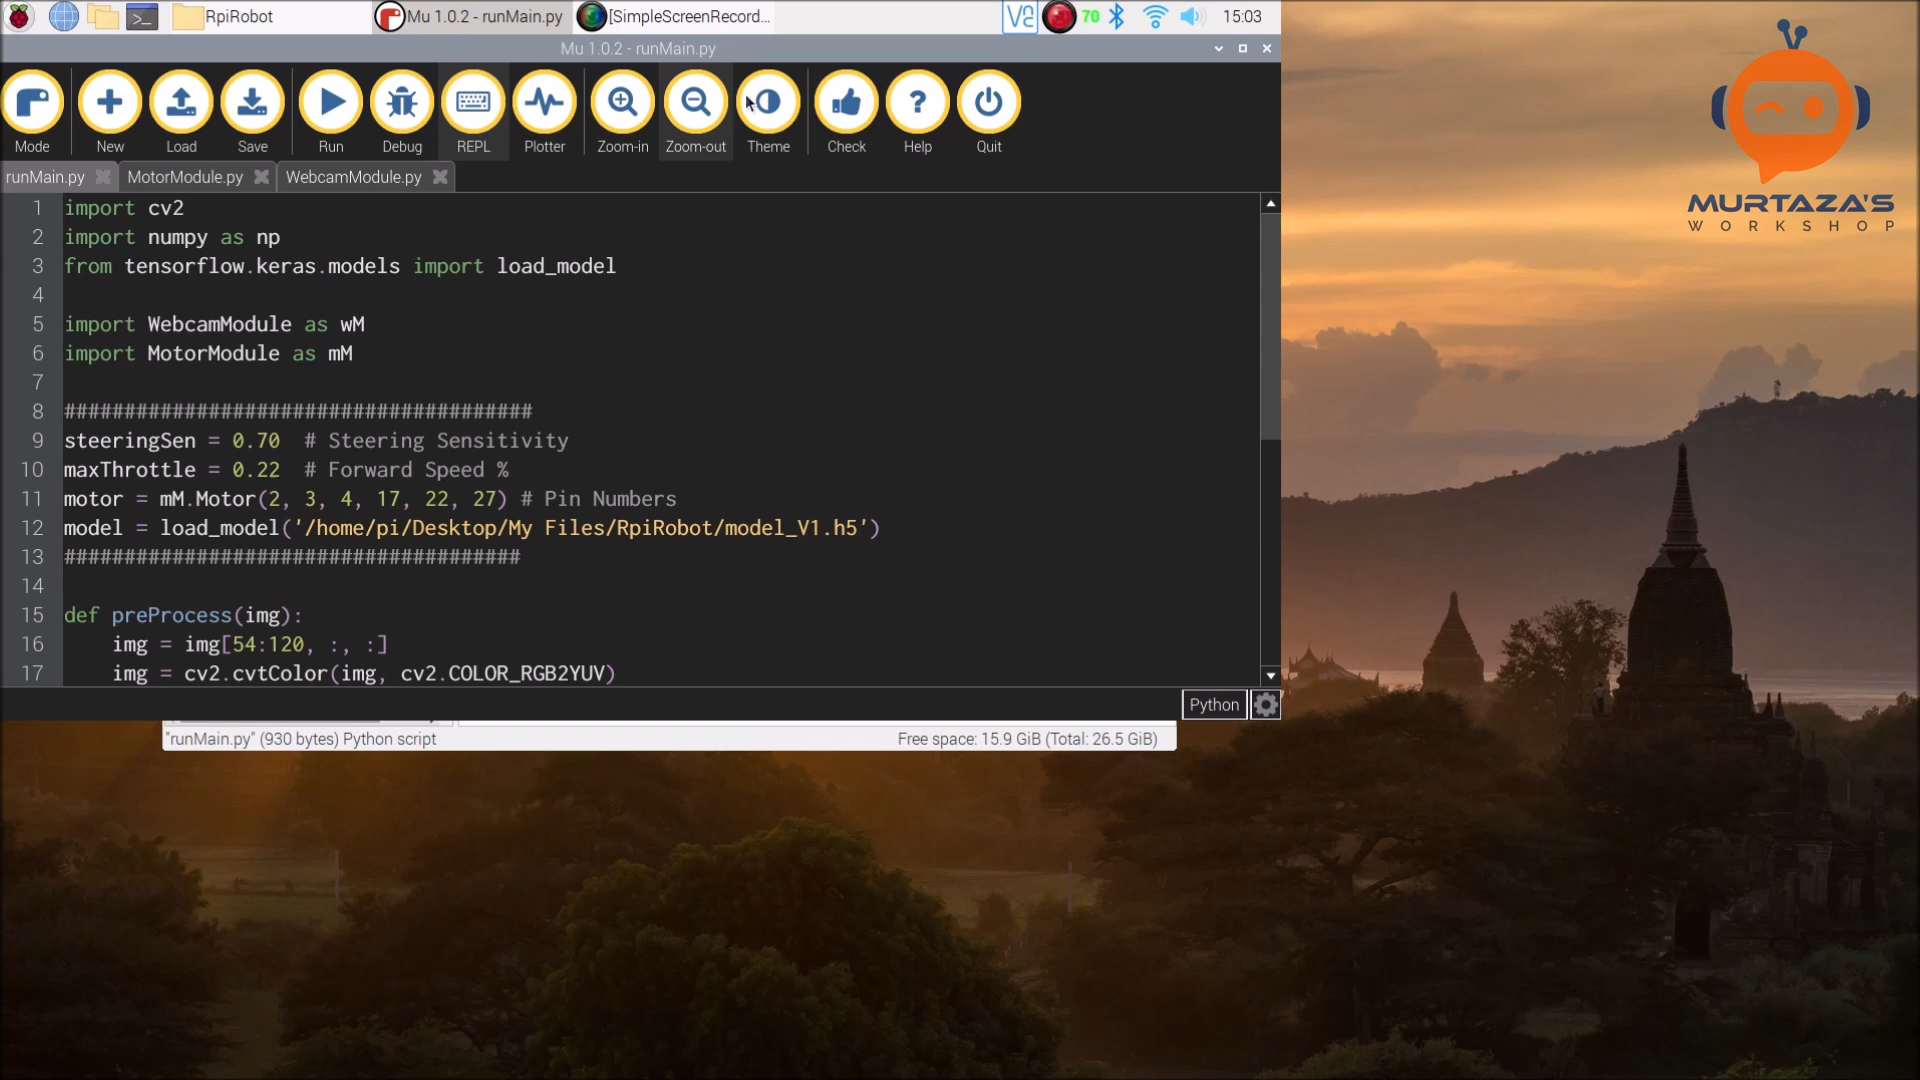 RpiRobot
Mu 1.0.2 - runMain.py
[SimpleScreenRecord...
70
15:03
Mu 1.0.2 - runMain.py
Mode
New
Load
Save
Run
Debug
REPL
Plotter
Zoom-in
Zoom-out
Theme
Check
Help
Quit
runMain.py
MotorModule.py
WebcamModule.py
1 import cv2
2 import numpy as np
3 from tensorflow.keras.models import load_model
4
5 import WebcamModule as wM
6 import MotorModule as mM
7
8 #######################################
9 steeringSen = 0.70  # Steering Sensitivity
10 maxThrottle = 0.22  # Forward Speed %
11 motor = mM.Motor(2, 3, 4, 17, 22, 27) # Pin Numbers
12 model = load_model('/home/pi/Desktop/My Files/RpiRobot/model_V1.h5')
13 ######################################
14
15 def preProcess(img):
16     img = img[54:120, :, :]
17     img = cv2.cvtColor(img, cv2.COLOR_RGB2YUV)
Python
"runMain.py" (930 bytes) Python script
Free space: 15.9 GiB (Total: 26.5 GiB)
MURTAZA'S
WORKSHOP